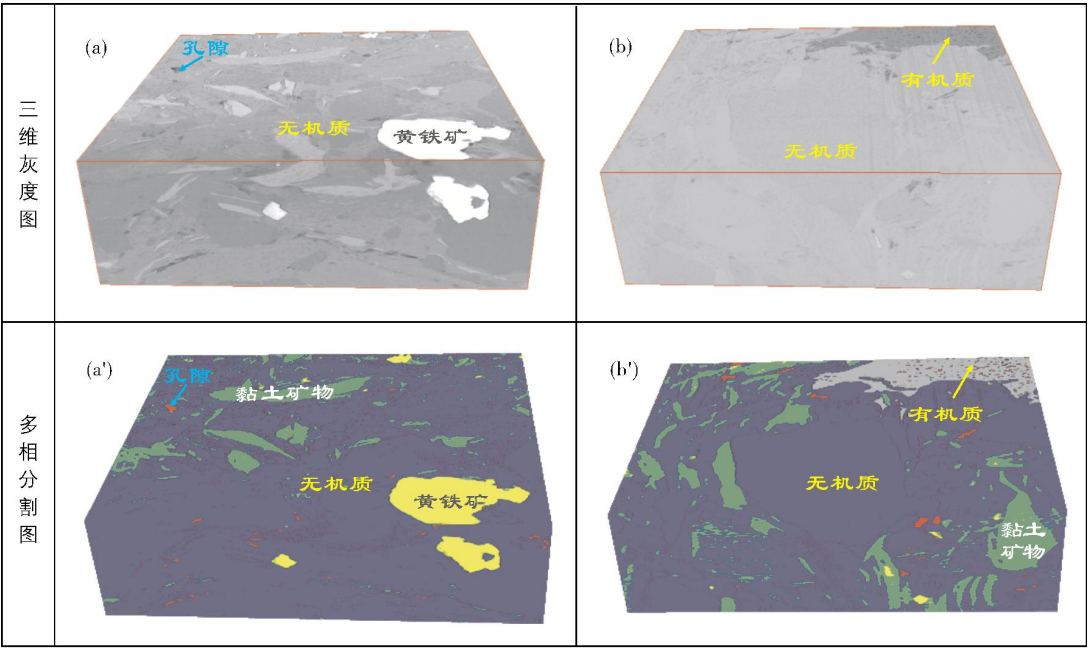 三维灰度图
(a)
孔隙
无机质
黄铁矿
(b)
有机质
无机质
多相分割图
(a')
孔隙
黏土矿物
无机质
黄铁矿
(b')
有机质
无机质
黏土
矿物